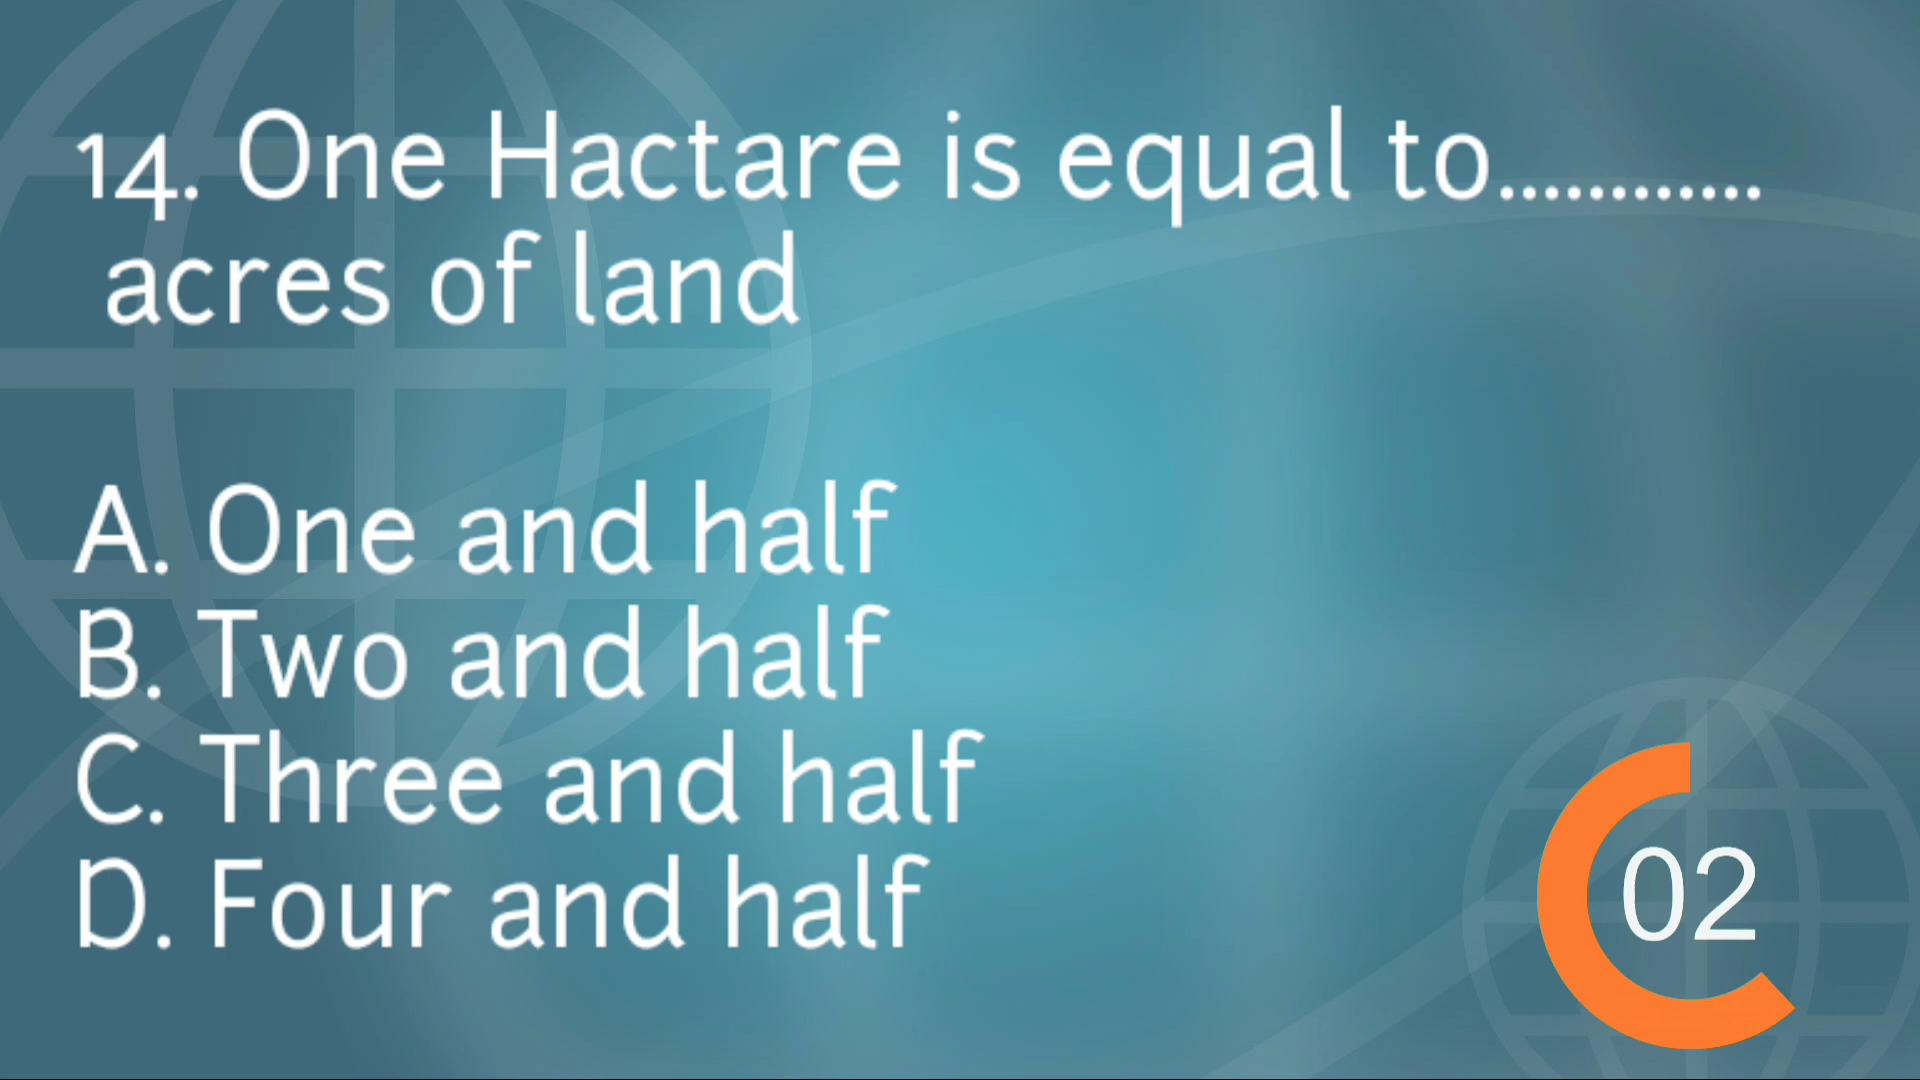 14. One Hactare is equal to............
acres of land
A. One and half
B. Two and half
C. Three and half
D. Four and half
02